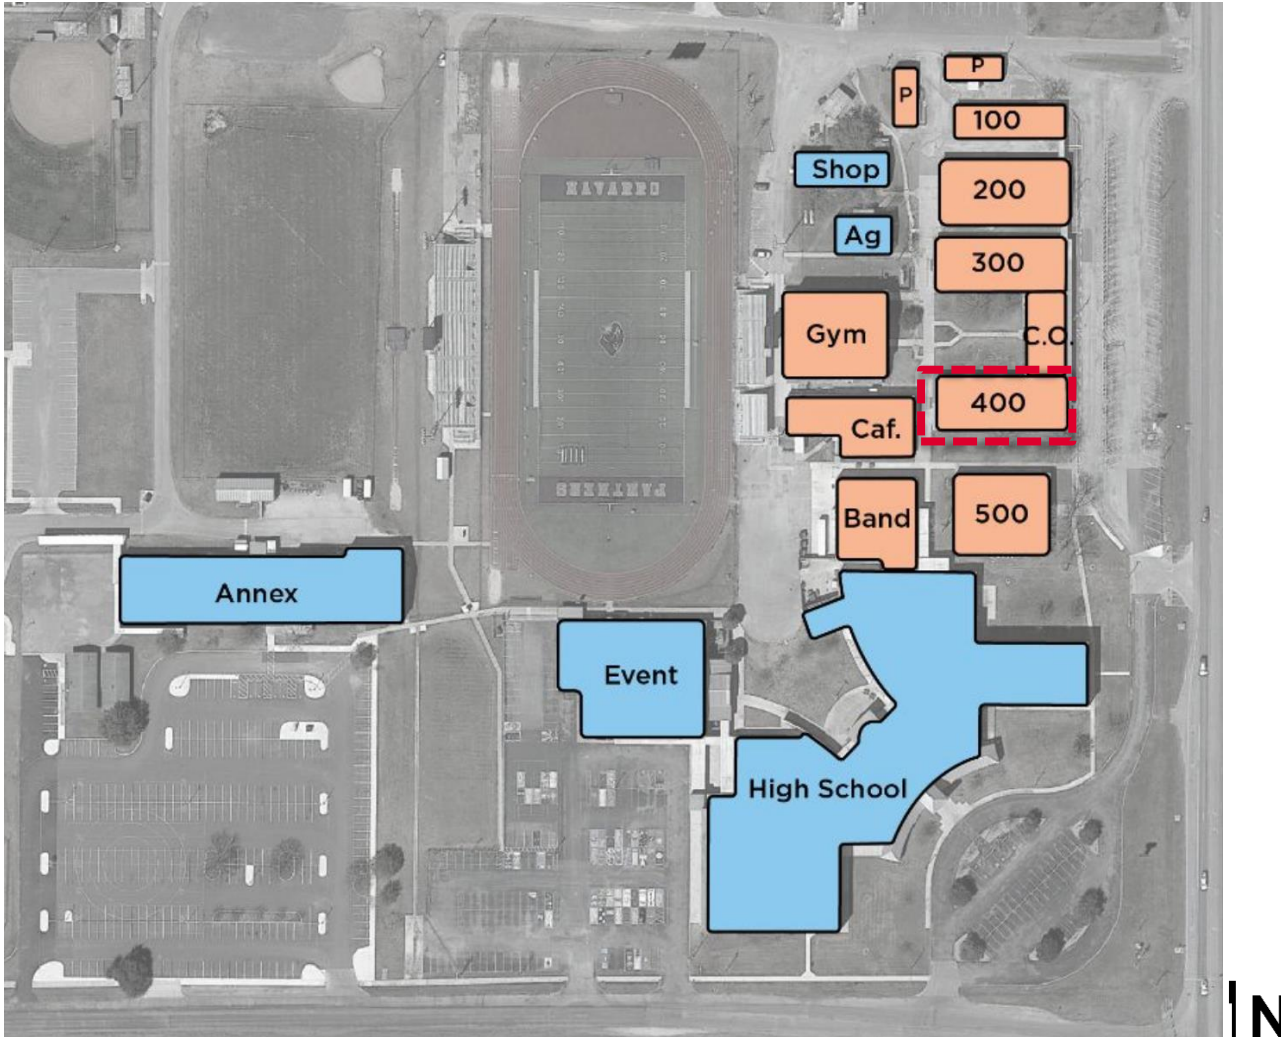 P
P
100
Shop
200
NAVARRO
Ag
300
Gym
C.O.
400
Caf.
PANTHERS
Band
500
Annex
Event
High School
N